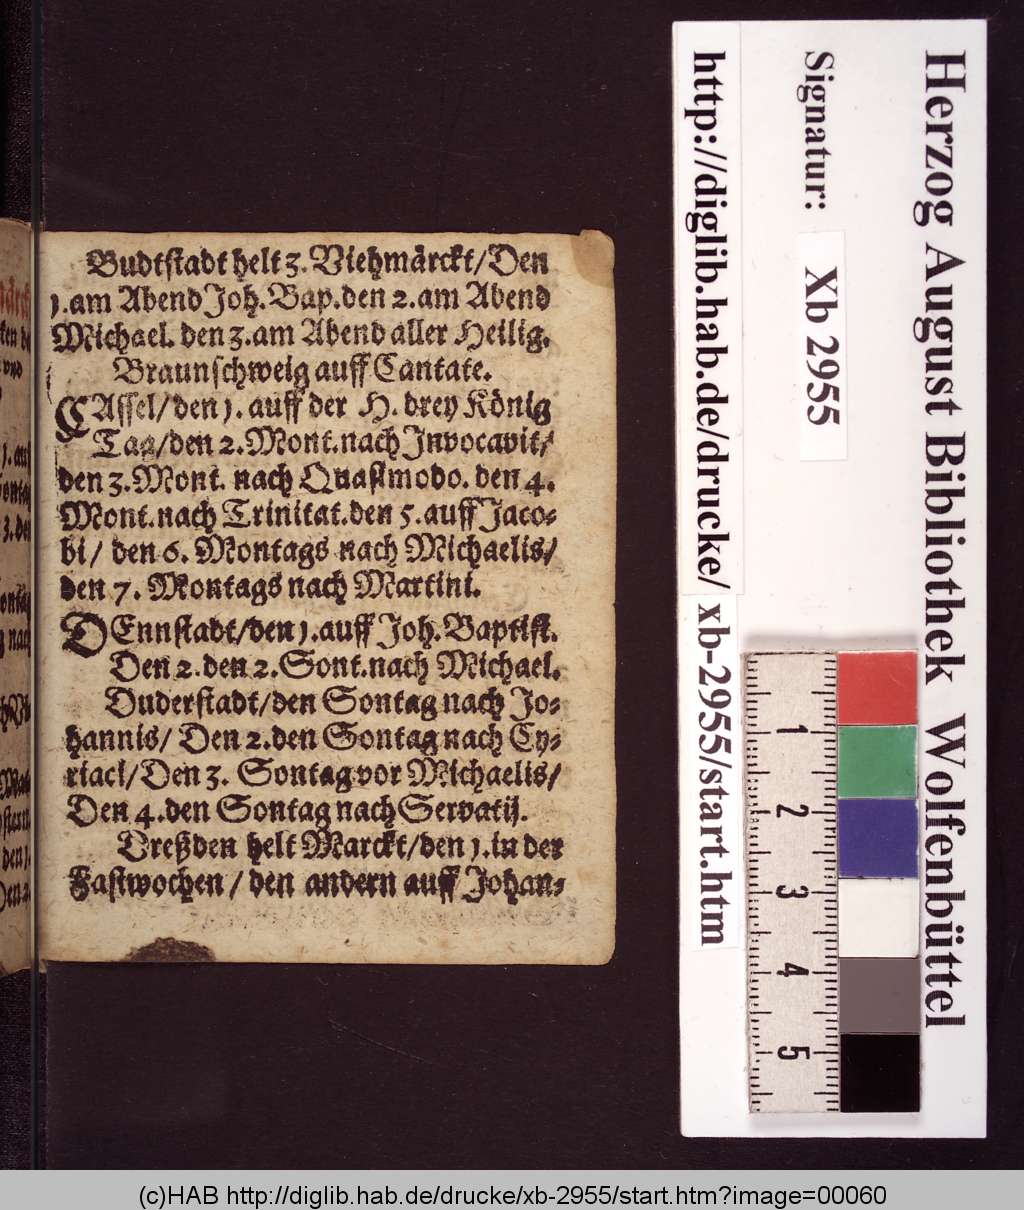 Budtstadt helt 3. Viehmärckt/Den
1.am Abend Joh. Bap.den 2.am Abend
Michael. den 3.am Abend aller Heilig.
Braunschweig auff Cantate.
CAssel/den 1. auff der H. drey König
Tag/den 2.Mont.nach Invocavit/
den 3.Mont. nach Quasimodo. den 4.
Mont.nach Trinitat.den 5.auff Jaco-
bi/ den 6. Montags nach Michaelis/
den 7. Montags nach Martini.
DEnnstadt/den 1.auff Joh. Baptist.
Den 2.den 2.Sont.nach Michael.
Duderstadt/den Sontag nach Jo-
hannis/ Den 2.den Sontag nach Cy-
riaci/Den 3. Sontag vor Michaelis/
Den 4.den Sontag nach Servatij.
Dreßden helt Marckt/den 1.in der
Fastwochen / den andern auff Johan-
Herzog August Bibliothek Wolfenbüttel
Signatur: Xb 2955
http://diglib.hab.de/drucke/ xb-2955/start.htm
1
2
3
4
5
(c)HAB http://diglib.hab.de/drucke/xb-2955/start.htm?image=00060